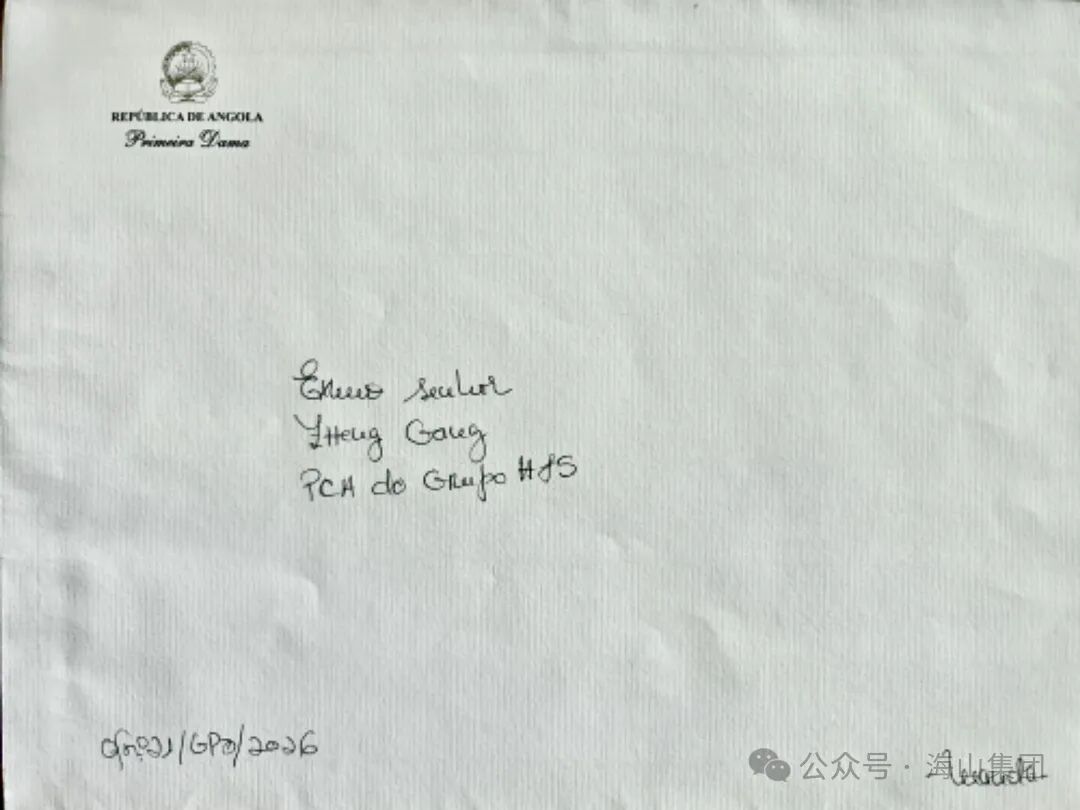 REPÚBLICA DE ANGOLA
Primeira Dama
Exmo Senhor
Zheng Gang
PCA do Grupo HJS
/2026
公众号 · 海山集团